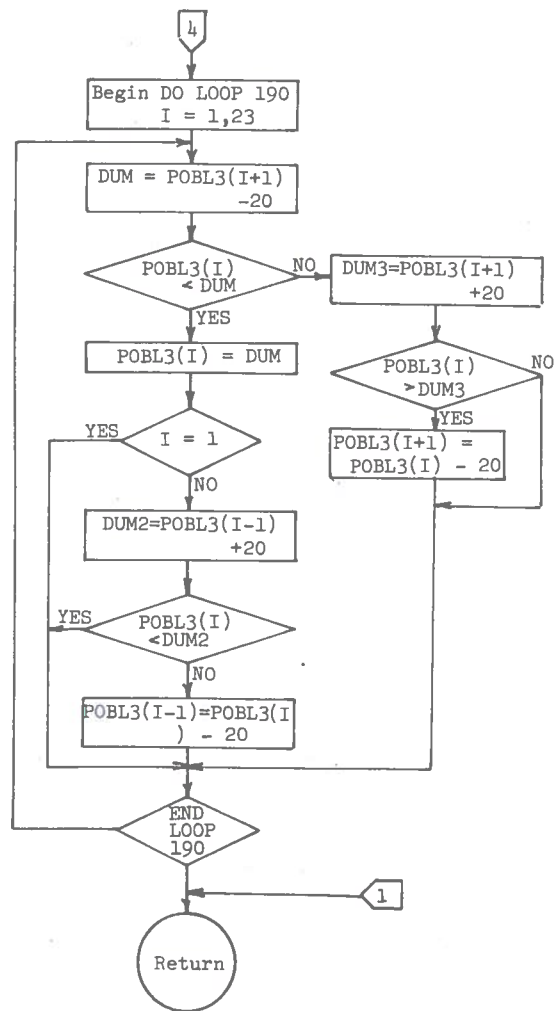 4
Begin DO LOOP 190
I = 1,23
DUM = POBL3(I+1)
-20
POBL3(I)
< DUM
NO
DUM3=POBL3(I+1)
+20
YES
POBL3(I) = DUM
POBL3(I)
>DUM3
NO
YES
POBL3(I+1) =
POBL3(I) - 20
YES
I = 1
NO
DUM2=POBL3(I-1)
+20
YES
POBL3(I)
<DUM2
NO
POBL3(I-1)=POBL3(I
) - 20
END
LOOP
190
1
Return